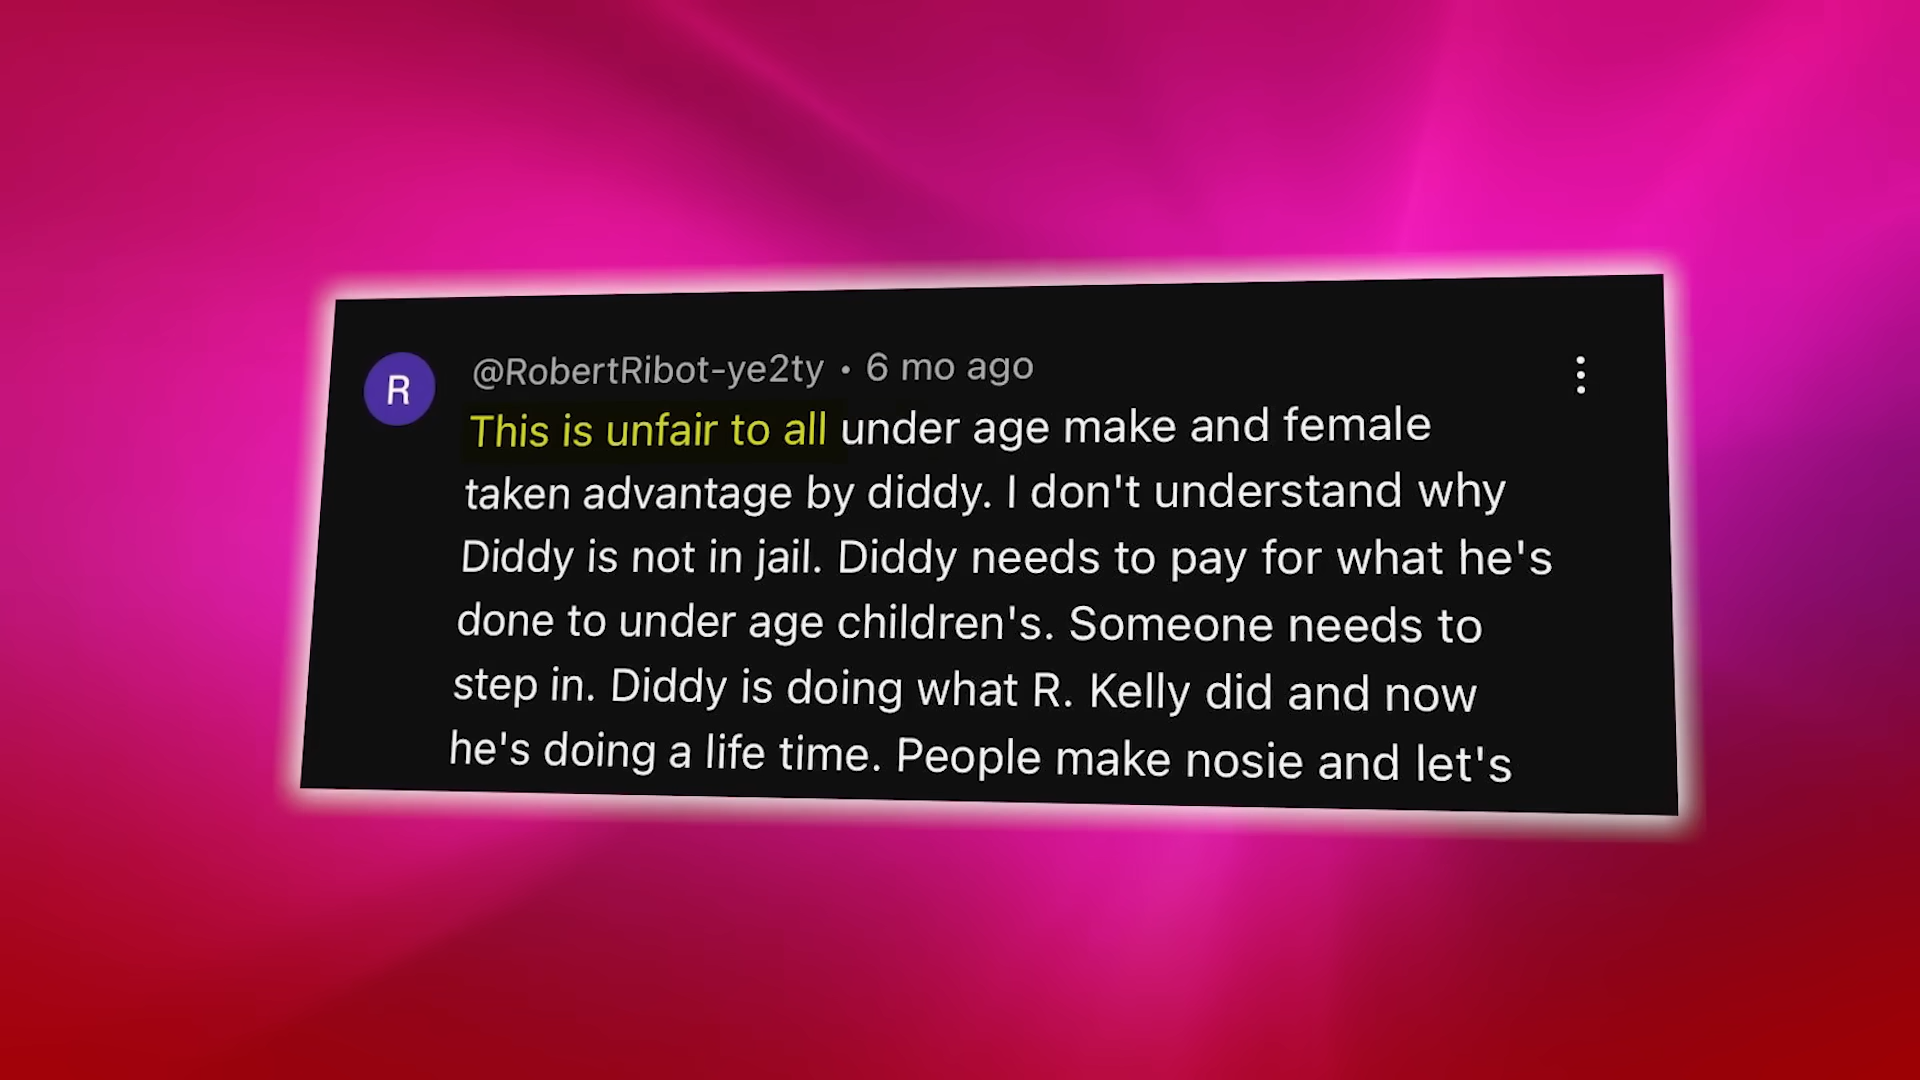 R
@RobertRibot-ye2ty • 6 mo ago
This is unfair to all under age make and female
taken advantage by diddy. I don't understand why
Diddy is not in jail. Diddy needs to pay for what he's
done to under age children's. Someone needs to
step in. Diddy is doing what R. Kelly did and now
he's doing a life time. People make nosie and let's